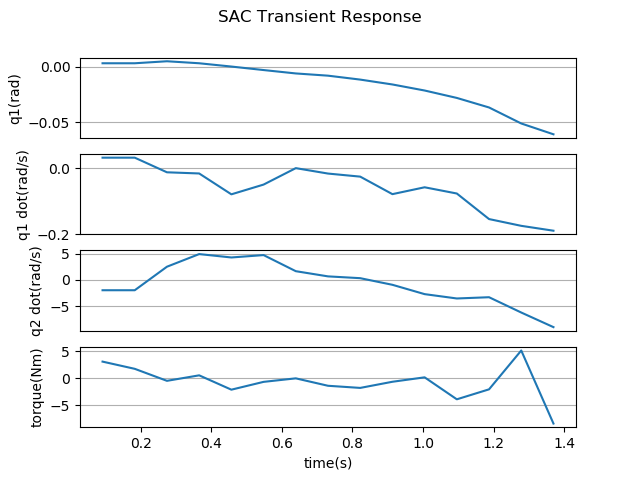 SAC Transient Response
q1(rad)
0.00
−0.05
q1 dot(rad/s)
0.0
−0.2
q2 dot(rad/s)
5
0
−5
torque(Nm)
5
0
−5
0.2 0.4 0.6 0.8 1.0 1.2 1.4
time(s)